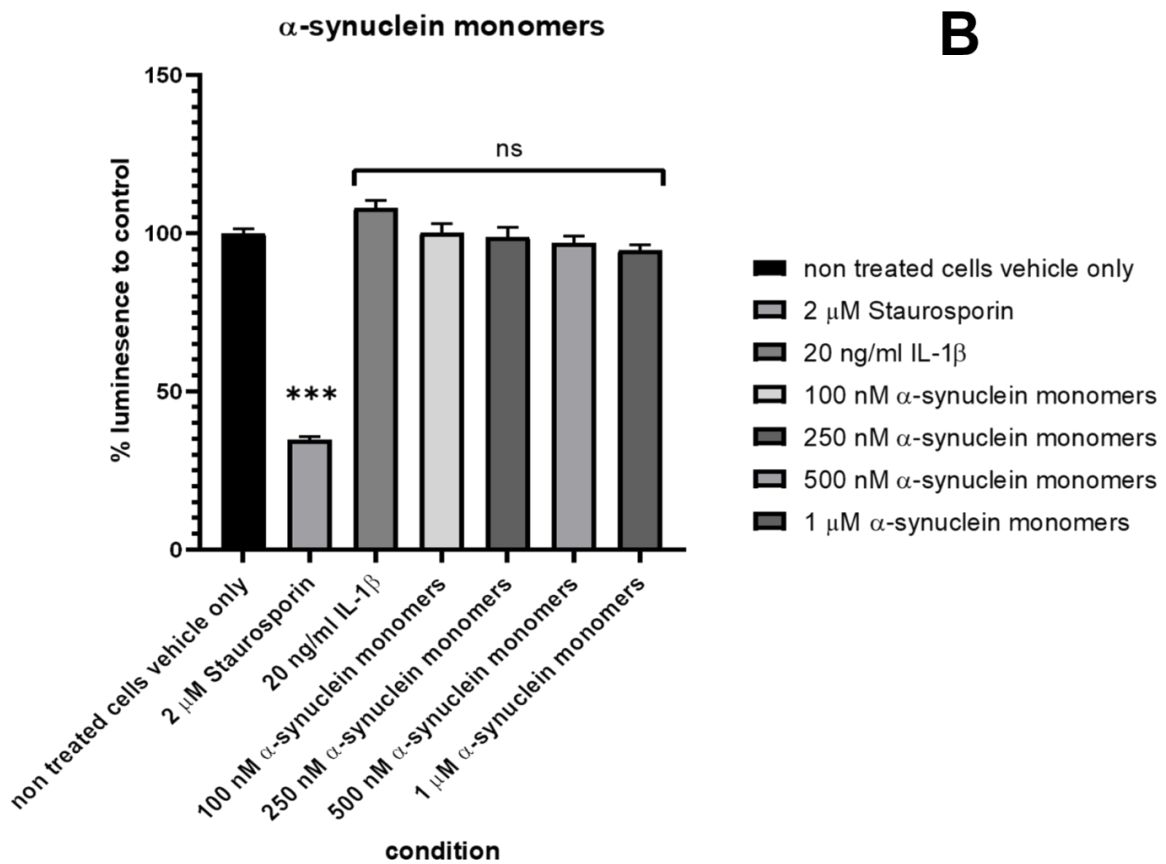 α-synuclein monomers
B
% luminesence to control
150
100
50
0
ns
***
non treated cells vehicle only
2 μM Staurosporin
20 ng/ml IL-1β
100 nM α-synuclein monomers
250 nM α-synuclein monomers
500 nM α-synuclein monomers
1 μM α-synuclein monomers
condition
non treated cells vehicle only
2 μM Staurosporin
20 ng/ml IL-1β
100 nM α-synuclein monomers
250 nM α-synuclein monomers
500 nM α-synuclein monomers
1 μM α-synuclein monomers